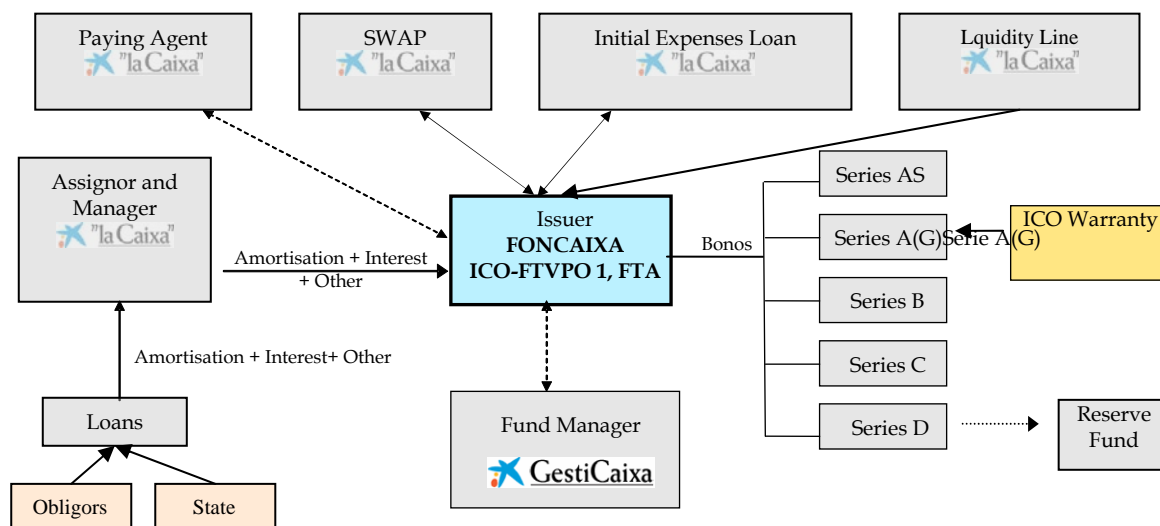 Paying Agent
"la Caixa"
SWAP
"la Caixa"
Initial Expenses Loan
"la Caixa"
Lquidity Line
"la Caixa"
Assignor and
Manager
"la Caixa"
Amortisation + Interest
+ Other
Issuer
FONCAIXA
ICO-FTVPO 1, FTA
Bonos
Series AS
Series A(G)Serie A(G)
Series B
Series C
Series D
ICO Warranty
Reserve
Fund
Amortisation + Interest+ Other
Loans
Obligors
State
Fund Manager
GestiCaixa